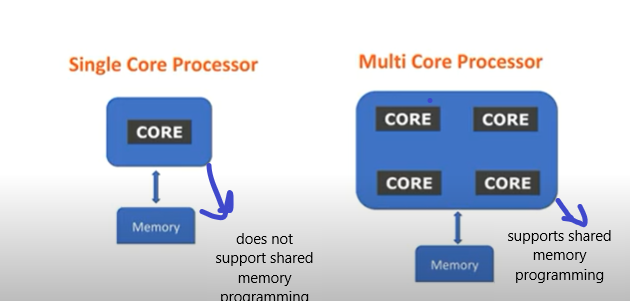 Single Core Processor
CORE
Memory
does not
support shared
memory
programming
Multi Core Processor
CORE CORE
CORE CORE
Memory
supports shared
memory
programming